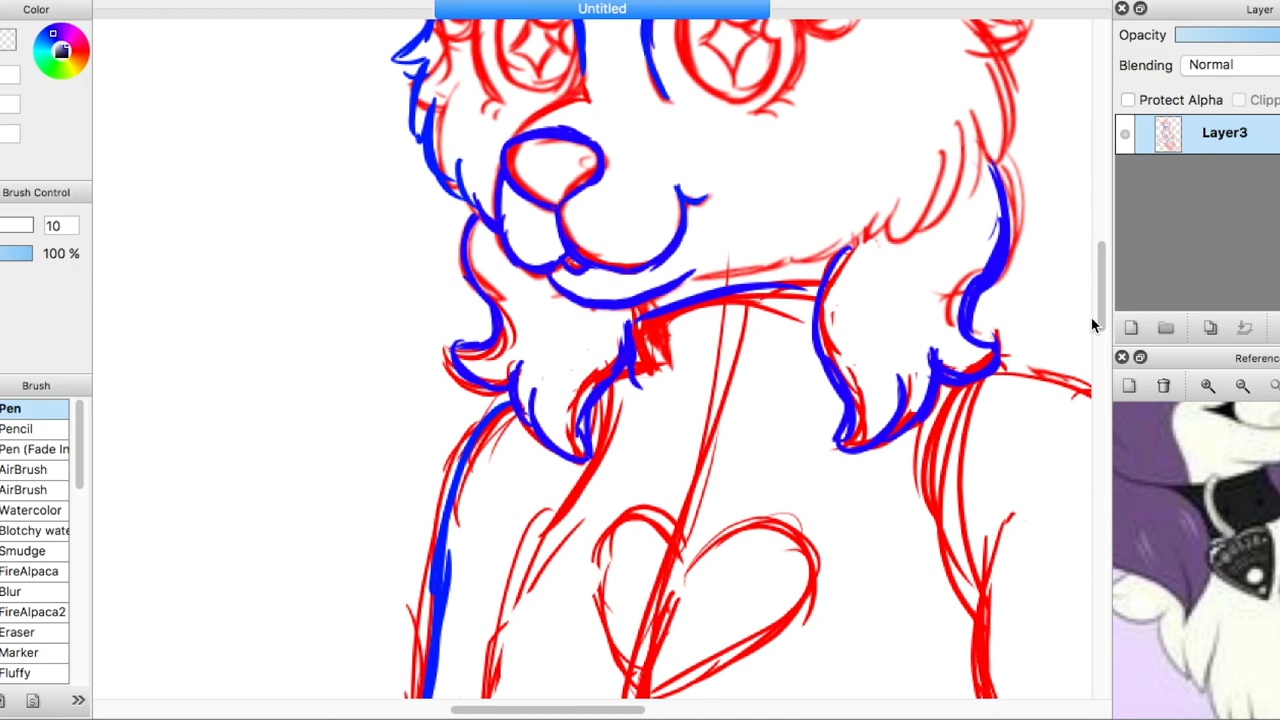 Color
Untitled
Layer
Opacity
Blending Normal
Protect Alpha Clipp
Layer3
Brush Control
10
100 %
Brush
Pen
Pencil
Pen (Fade In
AirBrush
AirBrush
Watercolor
Blotchy wate
Smudge
FireAlpaca
Blur
FireAlpaca2
Eraser
Marker
Fluffy
Referenc